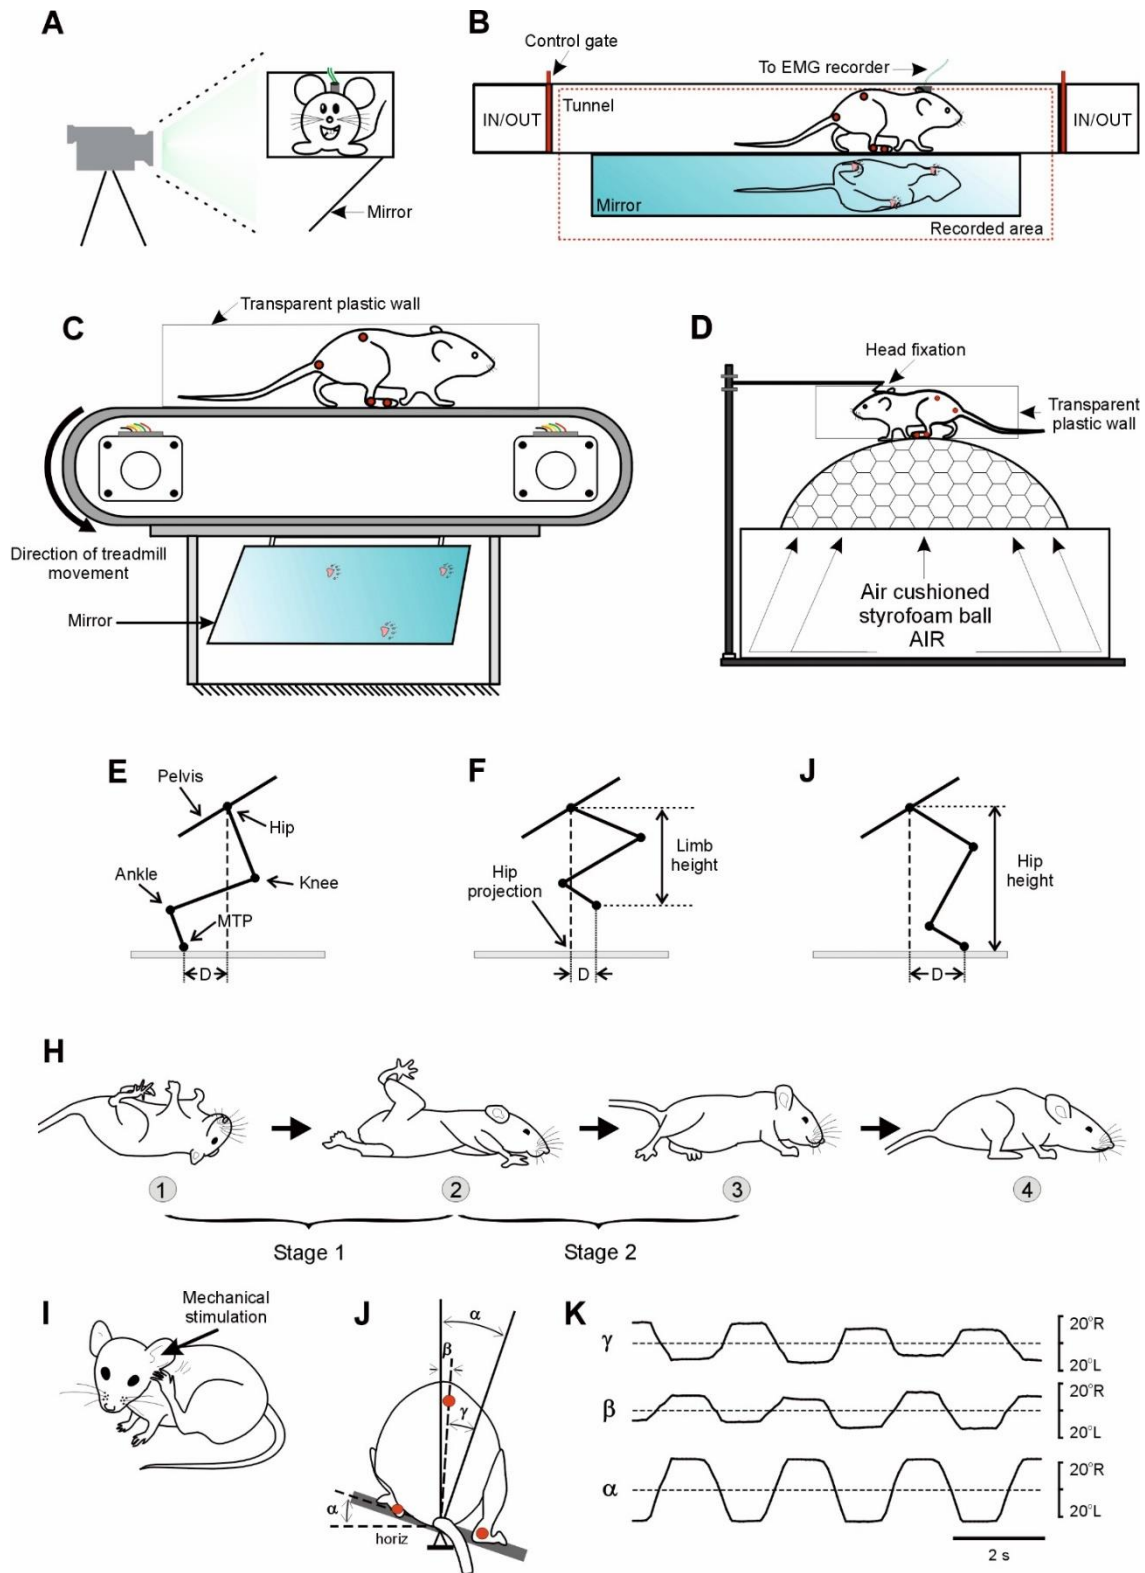 A
Mirror
B
Control gate
To EMG recorder
IN/OUT
Tunnel
IN/OUT
Mirror
Recorded area
C
Transparent plastic wall
Direction of treadmill
movement
Mirror
D
Head fixation
Transparent
plastic wall
Air cushioned
styrofoam ball
AIR
E
Pelvis
Hip
Ankle
Knee
MTP
D
F
Limb
height
Hip
projection
D
J
Hip
height
D
H
1
2
3
4
Stage 1
Stage 2
I
Mechanical
stimulation
J
α
β
γ
α
horiz
K
γ
20°R
20°L
β
20°R
20°L
α
20°R
20°L
2 s